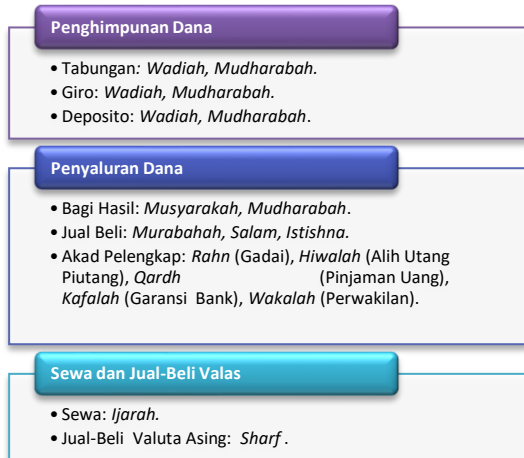 Penghimpunan Dana
• Tabungan: Wadiah, Mudharabah.
• Giro: Wadiah, Mudharabah.
• Deposito: Wadiah, Mudharabah.
Penyaluran Dana
• Bagi Hasil: Musyarakah, Mudharabah.
• Jual Beli: Murabahah, Salam, Istishna.
• Akad Pelengkap: Rahn (Gadai), Hiwalah (Alih Utang
Piutang), Qardh (Pinjaman Uang),
Kafalah (Garansi Bank), Wakalah (Perwakilan).
Sewa dan Jual-Beli Valas
• Sewa: Ijarah.
• Jual-Beli Valuta Asing: Sharf .